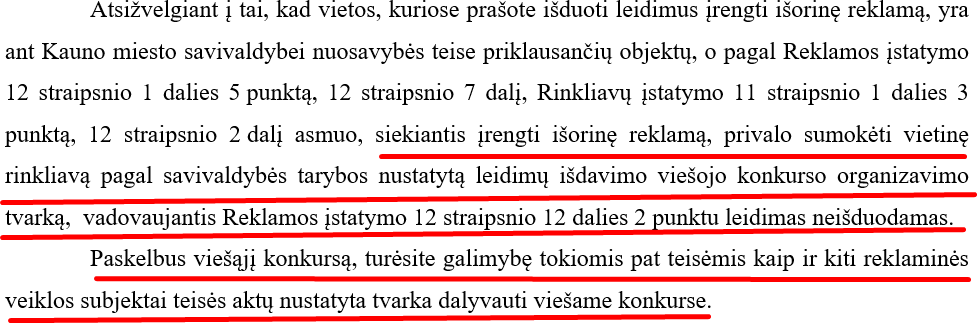 Atsižvelgiant į tai, kad vietos, kuriose prašote išduoti leidimus įrengti išorinę reklamą, yra
ant Kauno miesto savivaldybei nuosavybės teise priklausančių objektų, o pagal Reklamos įstatymo
12 straipsnio 1 dalies 5 punktą, 12 straipsnio 7 dalį, Rinkliavų įstatymo 11 straipsnio 1 dalies 3
punktą, 12 straipsnio 2 dalį asmuo, siekiantis įrengti išorinę reklamą, privalo sumokėti vietinę
rinkliavą pagal savivaldybės tarybos nustatytą leidimų išdavimo viešojo konkurso organizavimo
tvarką, vadovaujantis Reklamos įstatymo 12 straipsnio 12 dalies 2 punktu leidimas neišduodamas.
Paskelbus viešąjį konkursą, turėsite galimybę tokiomis pat teisėmis kaip ir kiti reklaminės
veiklos subjektai teisės aktų nustatyta tvarka dalyvauti viešame konkurse.